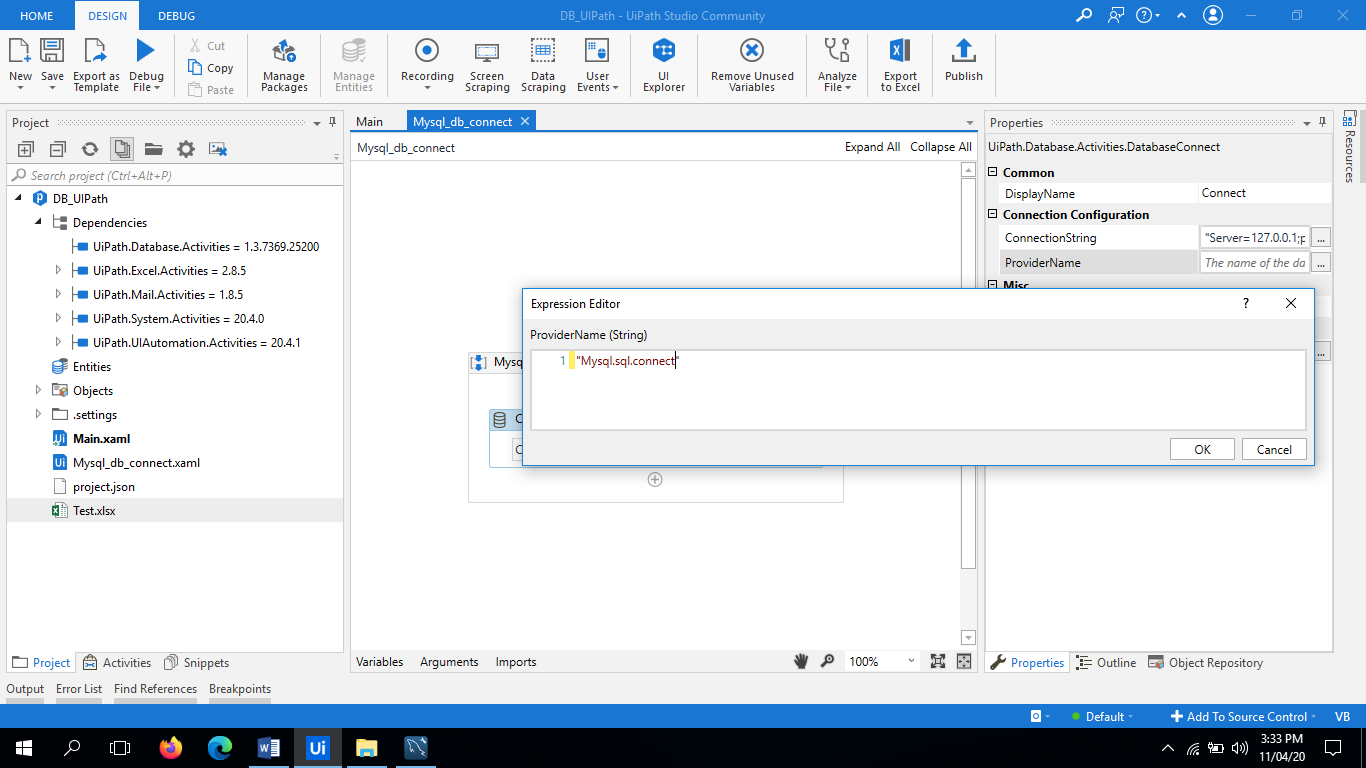 HOME DESIGN DEBUG DB_UIPath - UiPath Studio Community
New Save Export as Template Debug File Cut Copy Paste Manage Packages Manage Entities Recording Screen Scraping Data Scraping User Events UI Explorer Remove Unused Variables Analyze File Export to Excel Publish
Project
Search project (Ctrl+Alt+P)
DB_UIPath
Dependencies
UiPath.Database.Activities = 1.3.7369.25200
UiPath.Excel.Activities = 2.8.5
UiPath.Mail.Activities = 1.8.5
UiPath.System.Activities = 20.4.0
UiPath.UIAutomation.Activities = 20.4.1
Entities
Objects
.settings
Main.xaml
Mysql_db_connect.xaml
project.json
Test.xlsx
Project Activities Snippets
Main Mysql_db_connect
Mysql_db_connect Expand All Collapse All
Mysq
C
C
Expression Editor ?
ProviderName (String)
1 "Mysql.sql.connect"
OK Cancel
Variables Arguments Imports 100%
Properties
UiPath.Database.Activities.DatabaseConnect
Common
DisplayName Connect
Connection Configuration
ConnectionString "Server=127.0.0.1;p ...
ProviderName The name of the da ...
Misc
...
Properties Outline Object Repository
Resources
Output Error List Find References Breakpoints
Default Add To Source Control VB
Ui
3:33 PM
11/04/20